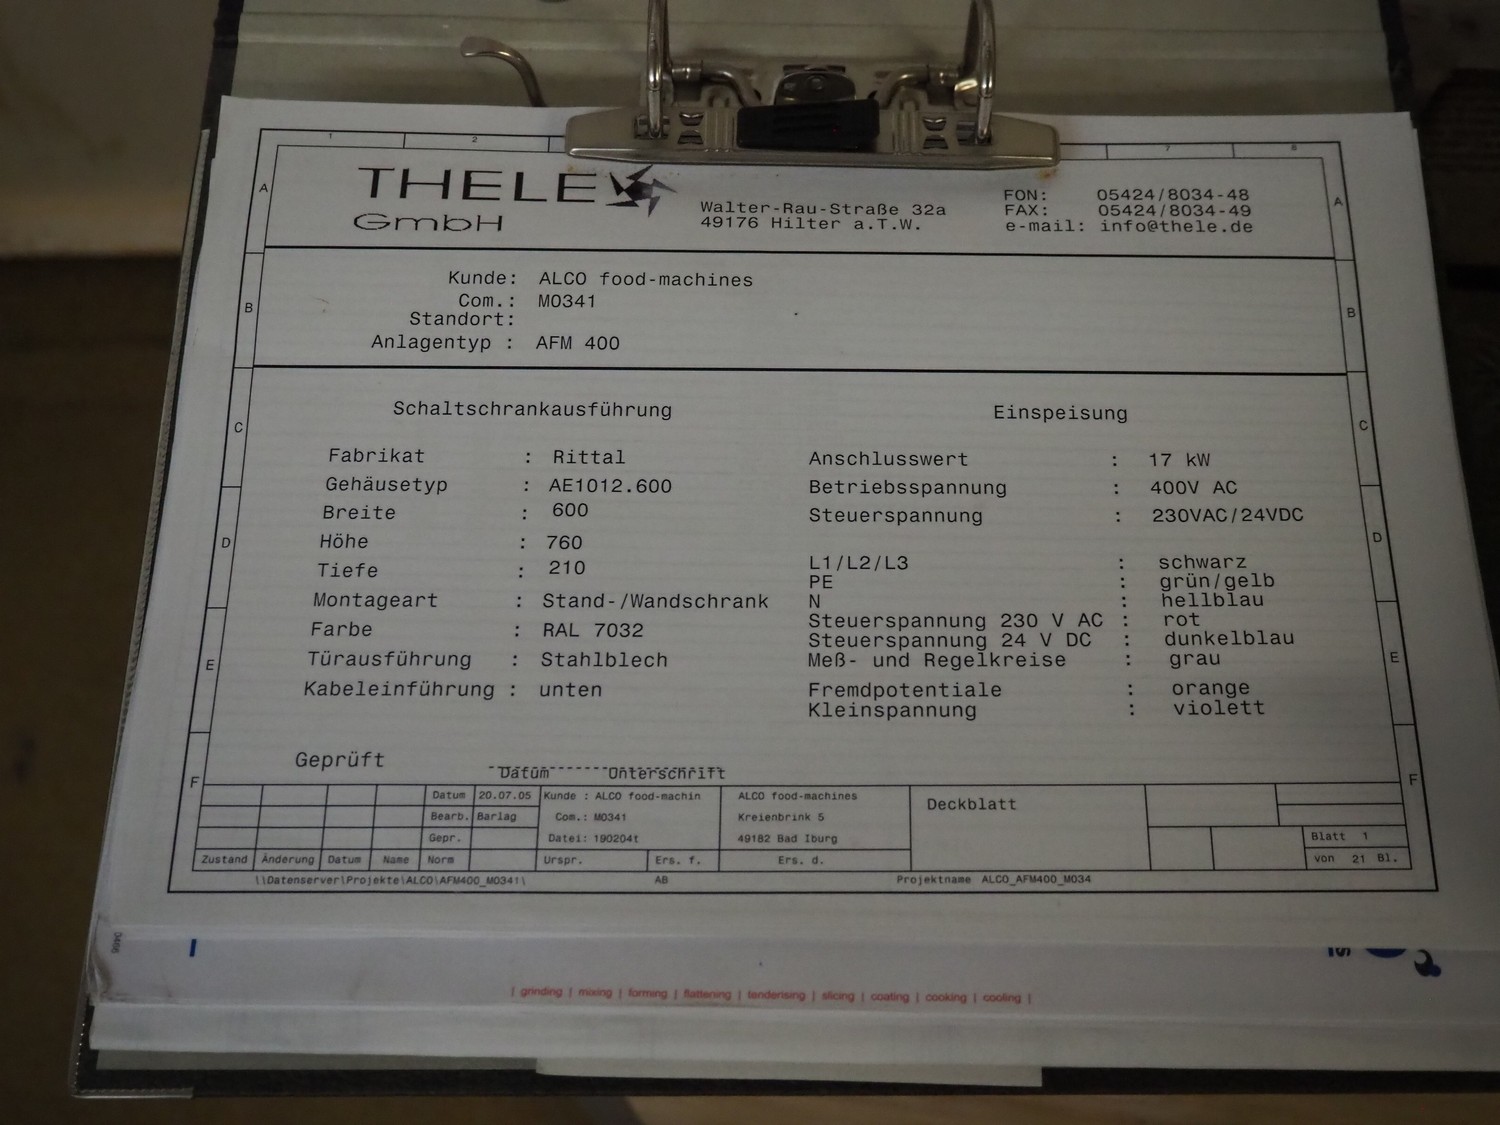 1 2 7 8
THELE
GmbH
Walter-Rau-Straße 32a
49176 Hilter a.T.W.
FON: 05424/8034-48
FAX: 05424/8034-49
e-mail: info@thele.de
A A
Kunde: ALCO food-machines
Com.: M0341
Standort:
Anlagentyp : AFM 400
B B
Schaltschrankausführung
Fabrikat : Rittal
Gehäusetyp : AE1012.600
Breite : 600
Höhe : 760
Tiefe : 210
Montageart : Stand-/Wandschrank
Farbe : RAL 7032
Türausführung : Stahlblech
Kabeleinführung : unten
Einspeisung
Anschlusswert : 17 kW
Betriebsspannung : 400V AC
Steuerspannung : 230VAC/24VDC
L1/L2/L3 : schwarz
PE : grün/gelb
N : hellblau
Steuerspannung 230 V AC : rot
Steuerspannung 24 V DC : dunkelblau
Meß- und Regelkreise : grau
Fremdpotentiale : orange
Kleinspannung : violett
C C
D D
E E
F F
Geprüft
Datum Unterschrift
Datum 20.07.05
Bearb. Barlag
Gepr.
Zustand Änderung Datum Name Norm
Kunde : ALCO food-machin
Com.: M0341
Datei: 190204t
Urspr. Ers. f. Ers. d.
ALCO food-machines
Kreienbrink 5
49182 Bad Iburg
Deckblatt
Blatt 1
von 21 Bl.
\\Datenserver\Projekte\ALCO\AFM400_M0341\ AB Projektname ALCO_AFM400_M034
| grinding | mixing | forming | flattening | tenderising | slicing | coating | cooking | cooling |